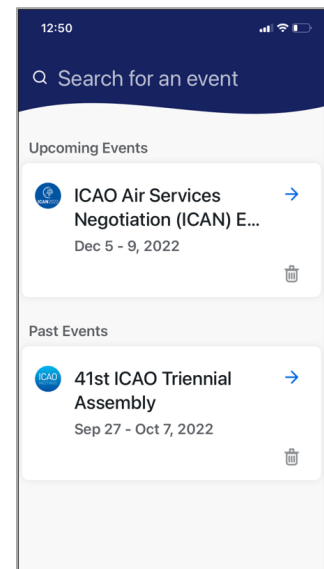 12:50
Search for an event
Upcoming Events
ICAO Air Services
Negotiation (ICAN) E...
Dec 5 - 9, 2022
Past Events
ICAO
41st ICAO Triennial
Assembly
Sep 27 - Oct 7, 2022